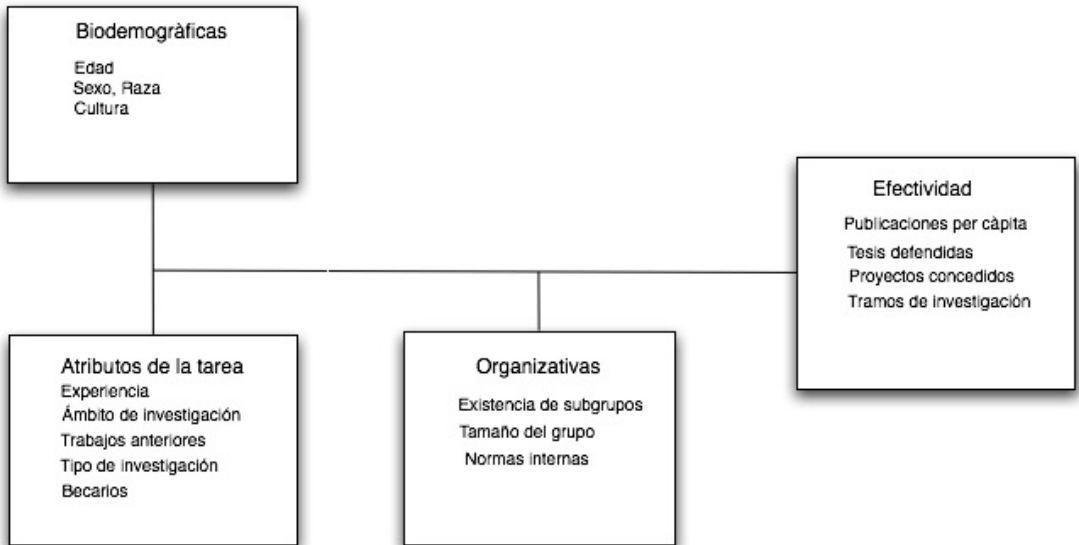 Biodemogràficas
Edad
Sexo, Raza
Cultura
Efectividad
Publicaciones per càpita
Tesis defendidas
Proyectos concedidos
Tramos de investigación
Atributos de la tarea
Experiencia
Ámbito de investigación
Trabajos anteriores
Tipo de investigación
Becarios
Organizativas
Existencia de subgrupos
Tamaño del grupo
Normas internas